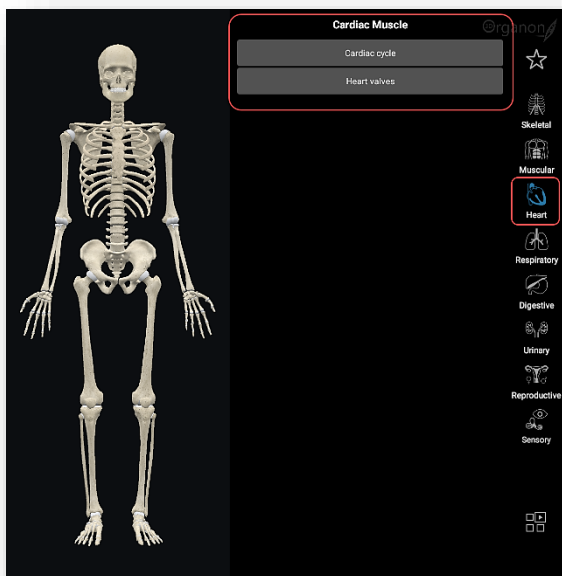 Cardiac Muscle
Organon
Cardiac cycle
Heart valves
Skeletal
Muscular
Heart
Respiratory
Digestive
Urinary
Reproductive
Sensory